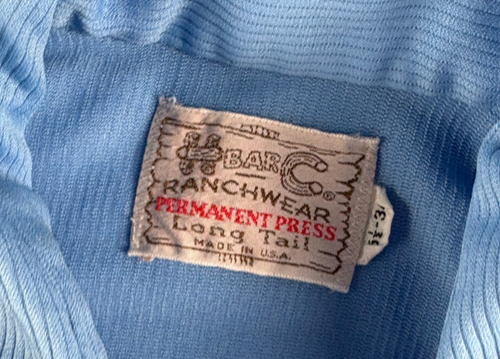 H BAR C®
RANCHWEAR
PERMANENT PRESS
Long Tail
MADE IN U.S.A.